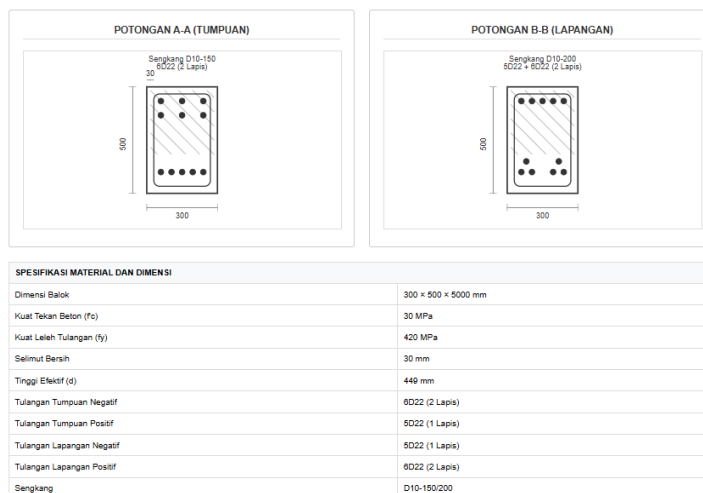 POTONGAN A-A (TUMPUAN)
Sengkang D10-150
6D22 (2 Lapis)
30
500
300
POTONGAN B-B (LAPANGAN)
Sengkang D10-200
5D22 + 6D22 (2 Lapis)
500
300
SPESIFIKASI MATERIAL DAN DIMENSI
Dimensi Balok 300 × 500 × 5000 mm
Kuat Tekan Beton (f'c) 30 MPa
Kuat Leleh Tulangan (fy) 420 MPa
Selimut Bersih 30 mm
Tinggi Efektif (d) 449 mm
Tulangan Tumpuan Negatif 6D22 (2 Lapis)
Tulangan Tumpuan Positif 5D22 (1 Lapis)
Tulangan Lapangan Negatif 5D22 (1 Lapis)
Tulangan Lapangan Positif 6D22 (2 Lapis)
Sengkang D10-150/200